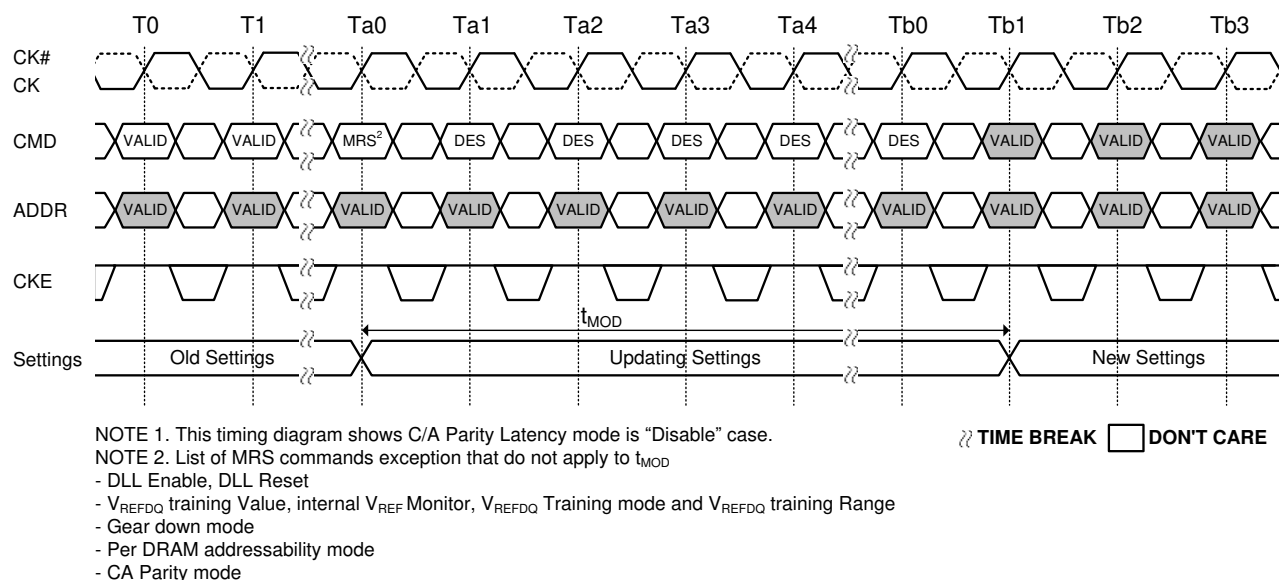 T0 T1 Ta0 Ta1 Ta2 Ta3 Ta4 Tb0 Tb1 Tb2 Tb3
CK#
CK
CMD VALID VALID MRS² DES DES DES DES DES VALID VALID VALID
ADDR VALID VALID VALID VALID VALID VALID VALID VALID VALID VALID VALID
CKE
tMOD
Settings Old Settings Updating Settings New Settings
NOTE 1. This timing diagram shows C/A Parity Latency mode is “Disable” case.
TIME BREAK DON'T CARE
NOTE 2. List of MRS commands exception that do not apply to tMOD
- DLL Enable, DLL Reset
- VREFDQ training Value, internal VREF Monitor, VREFDQ Training mode and VREFDQ training Range
- Gear down mode
- Per DRAM addressability mode
- CA Parity mode